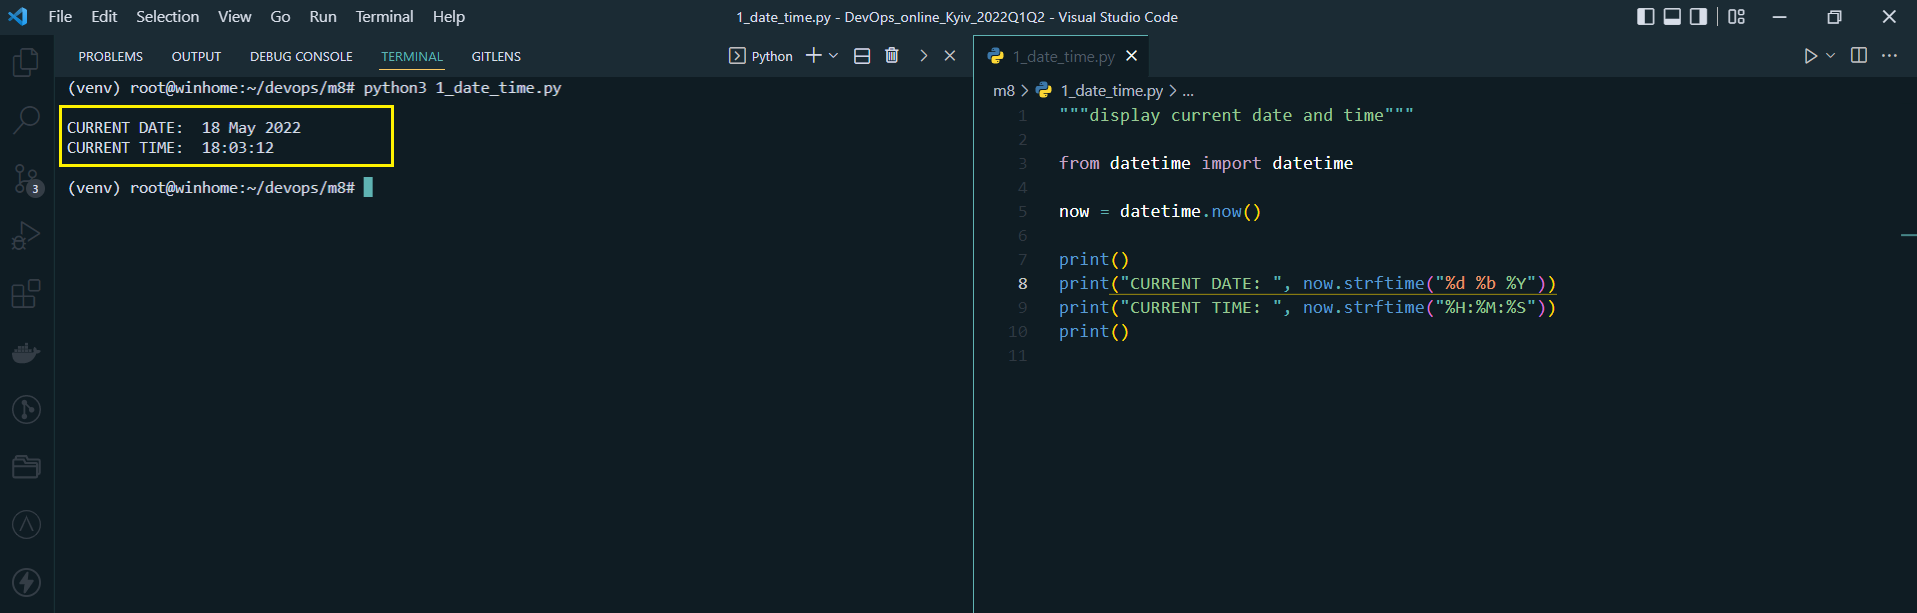 File Edit Selection View Go Run Terminal Help
1_date_time.py - DevOps_online_Kyiv_2022Q1Q2 - Visual Studio Code
PROBLEMS OUTPUT DEBUG CONSOLE TERMINAL GITLENS
Python
(venv) root@winhome:~/devops/m8# python3 1_date_time.py
CURRENT DATE:  18 May 2022
CURRENT TIME:  18:03:12
(venv) root@winhome:~/devops/m8#
3
1_date_time.py
m8 > 1_date_time.py > ...
1 """display current date and time"""
2
3 from datetime import datetime
4
5 now = datetime.now()
6
7 print()
8 print("CURRENT DATE: ", now.strftime("%d %b %Y"))
9 print("CURRENT TIME: ", now.strftime("%H:%M:%S"))
10 print()
11